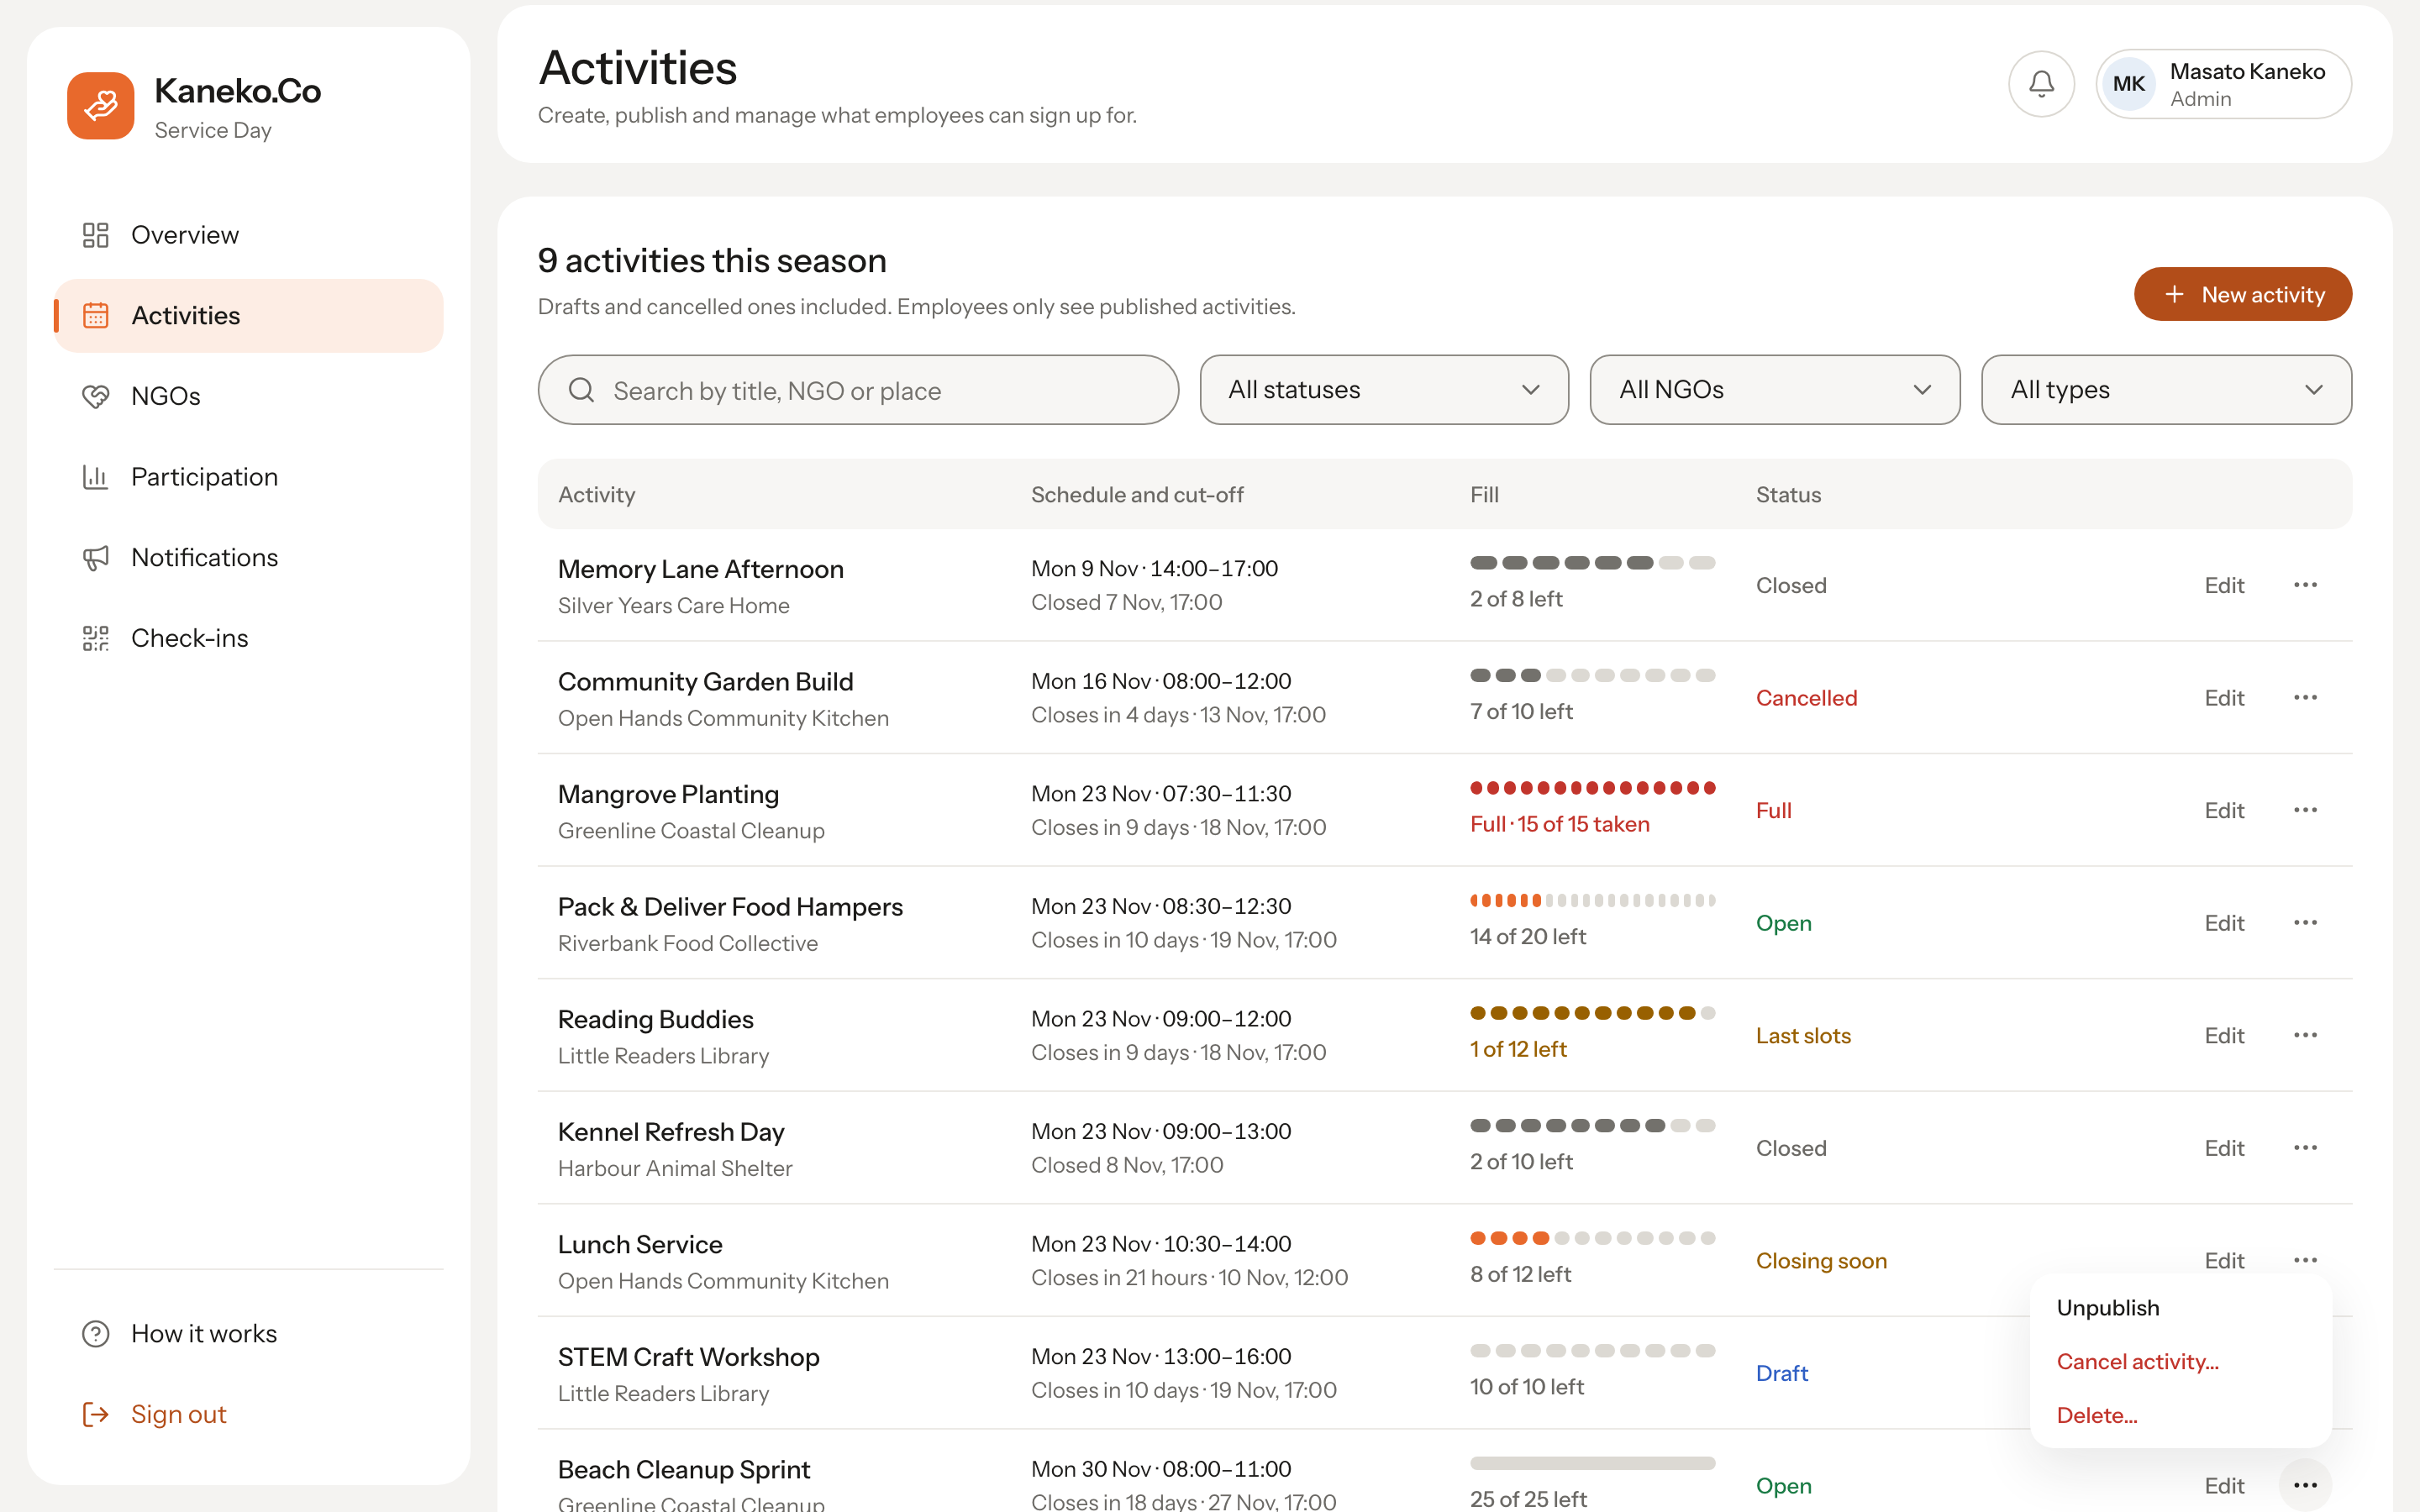 Kaneko.Co
Service Day
Overview
Activities
NGOs
Participation
Notifications
Check-ins
How it works
Sign out
Activities
Create, publish and manage what employees can sign up for.
MK
Masato Kaneko
Admin
9 activities this season
Drafts and cancelled ones included. Employees only see published activities.
New activity
Search by title, NGO or place
All statuses
All NGOs
All types
Activity
Schedule and cut-off
Fill
Status
Memory Lane Afternoon
Silver Years Care Home
Mon 9 Nov · 14:00–17:00
Closed 7 Nov, 17:00
2 of 8 left
Closed
Edit
Community Garden Build
Open Hands Community Kitchen
Mon 16 Nov · 08:00–12:00
Closes in 4 days · 13 Nov, 17:00
7 of 10 left
Cancelled
Edit
Mangrove Planting
Greenline Coastal Cleanup
Mon 23 Nov · 07:30–11:30
Closes in 9 days · 18 Nov, 17:00
Full · 15 of 15 taken
Full
Edit
Pack & Deliver Food Hampers
Riverbank Food Collective
Mon 23 Nov · 08:30–12:30
Closes in 10 days · 19 Nov, 17:00
14 of 20 left
Open
Edit
Reading Buddies
Little Readers Library
Mon 23 Nov · 09:00–12:00
Closes in 9 days · 18 Nov, 17:00
1 of 12 left
Last slots
Edit
Kennel Refresh Day
Harbour Animal Shelter
Mon 23 Nov · 09:00–13:00
Closed 8 Nov, 17:00
2 of 10 left
Closed
Edit
Lunch Service
Open Hands Community Kitchen
Mon 23 Nov · 10:30–14:00
Closes in 21 hours · 10 Nov, 12:00
8 of 12 left
Closing soon
Edit
STEM Craft Workshop
Little Readers Library
Mon 23 Nov · 13:00–16:00
Closes in 10 days · 19 Nov, 17:00
10 of 10 left
Draft
Unpublish
Cancel activity...
Delete...
Beach Cleanup Sprint
Greenline Coastal Cleanup
Mon 30 Nov · 08:00–11:00
Closes in 18 days · 27 Nov, 17:00
25 of 25 left
Open
Edit